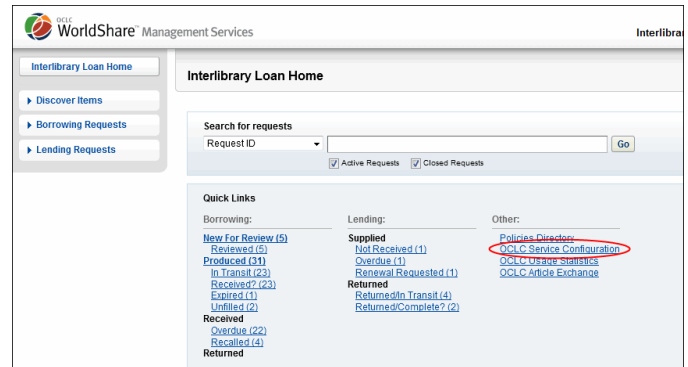 OCLC
WorldShare™ Management Services
Interlibrar
Interlibrary Loan Home
Discover Items
Borrowing Requests
Lending Requests
Interlibrary Loan Home
Search for requests
Request ID
Go
Active Requests Closed Requests
Quick Links
Borrowing:
New For Review (5)
Reviewed (5)
Produced (31)
In Transit (23)
Received? (23)
Expired (1)
Unfilled (2)
Received
Overdue (22)
Recalled (4)
Returned
Lending:
Supplied
Not Received (1)
Overdue (1)
Renewal Requested (1)
Returned
Returned/In Transit (4)
Returned/Complete? (2)
Other:
Policies Directory
OCLC Service Configuration
OCLC Usage Statistics
OCLC Article Exchange